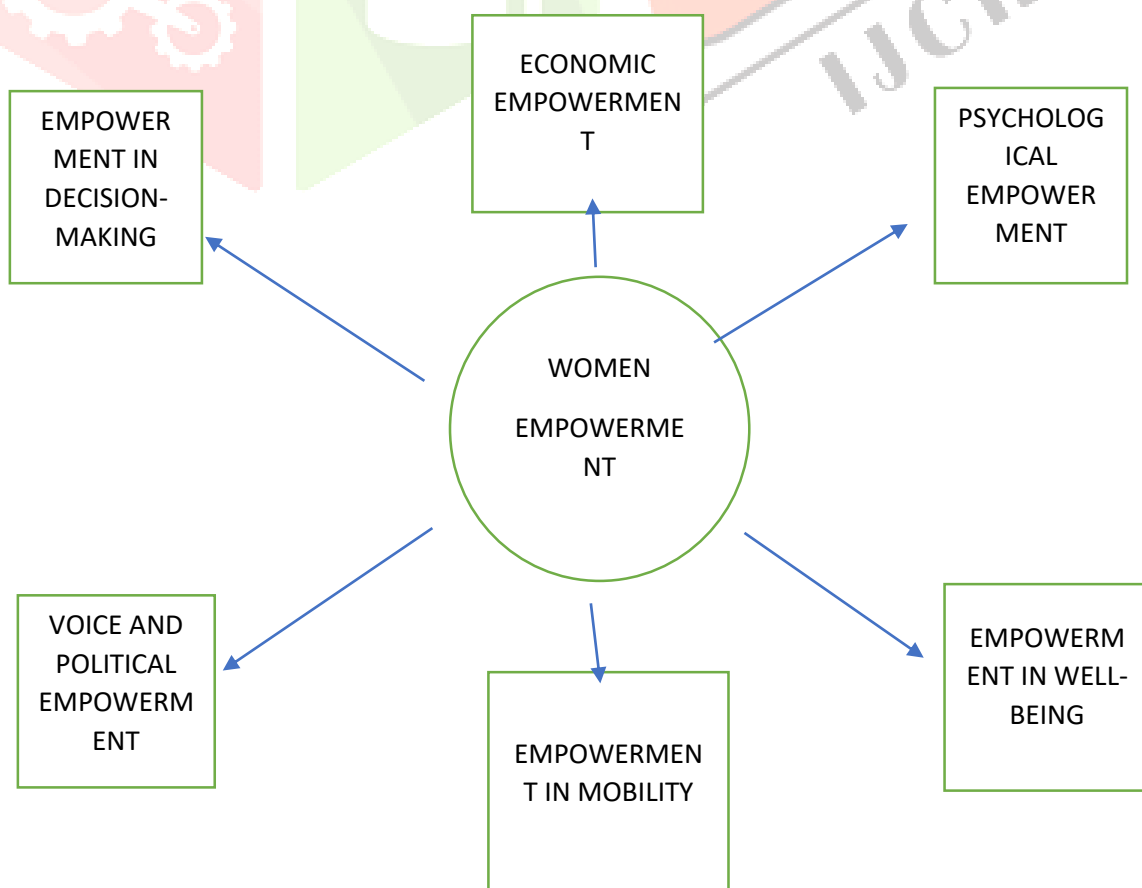 ECONOMIC
EMPOWERMEN
T
EMPOWER
MENT IN
DECISION-
MAKING
PSYCHOLOG
ICAL
EMPOWER
MENT
WOMEN
EMPOWERME
NT
VOICE AND
POLITICAL
EMPOWERM
ENT
EMPOWERMEN
T IN MOBILITY
EMPOWERM
ENT IN WELL-
BEING